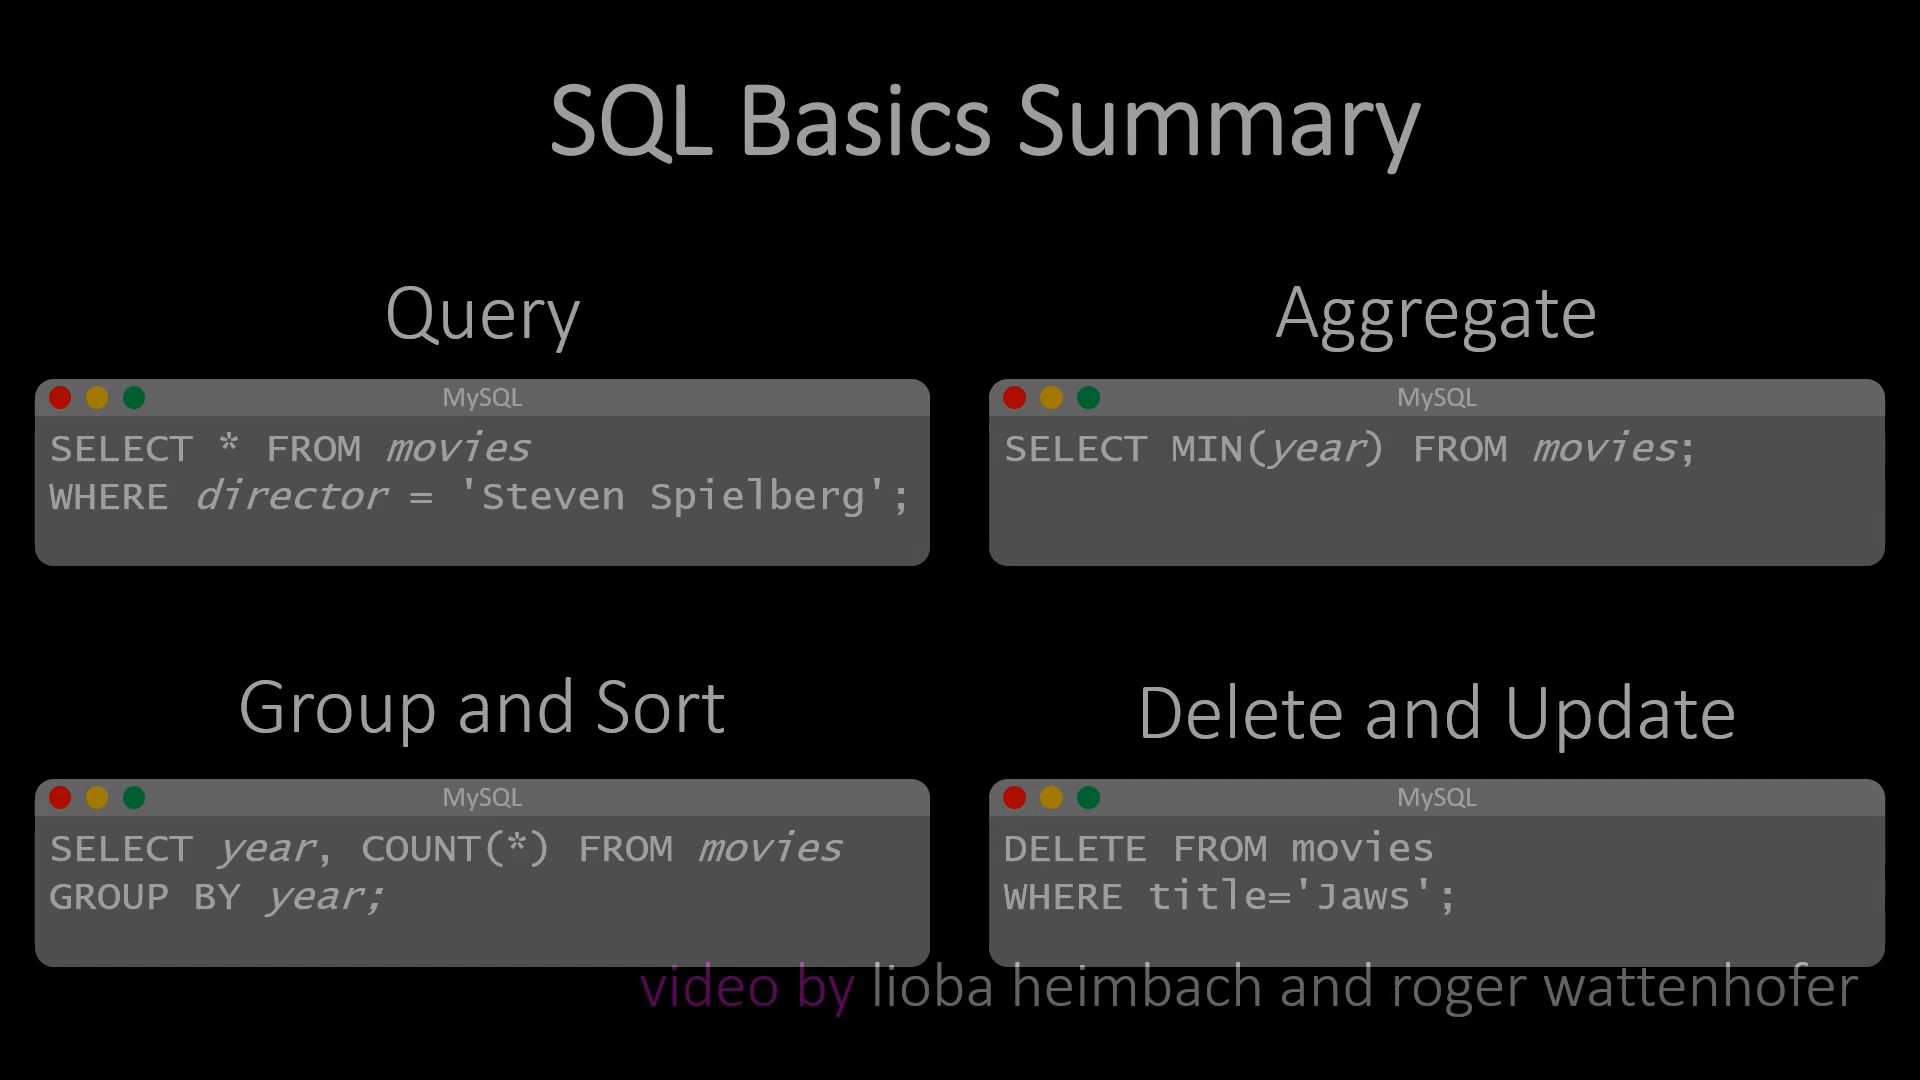 SQL Basics Summary
Query
MySQL
SELECT * FROM movies
WHERE director = 'Steven Spielberg';
Aggregate
MySQL
SELECT MIN(year) FROM movies;
Group and Sort
MySQL
SELECT year, COUNT(*) FROM movies
GROUP BY year;
Delete and Update
MySQL
DELETE FROM movies
WHERE title='Jaws';
video by lioba heimbach and roger wattenhofer